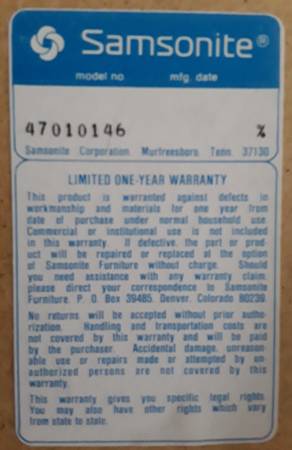 Samsonite®
model no mfg. date
47010146 %
Samsonite Corporation Murfreesboro Tenn. 37130
LIMITED ONE-YEAR WARRANTY
This product is warranted against defects in
workmanship and materials for one year from
date of purchase under normal household use.
Commercial or institutional use is not included
in this warranty. If defective, the part or prod-
uct will be repaired or replaced at the option
of Samsonite Furniture without charge. Should
you need assistance with any warranty claim,
please direct your correspondence to Samsonite
Furniture, P. O. Box 39485, Denver, Colorado 80239.
No returns will be accepted without prior autho-
rization. Handling and transportation costs are
not covered by this warranty and will be paid
by the purchaser. Accidental damage, unreason-
able use or repairs made or attempted by un-
authorized persons are not covered by this
warranty.
This warranty gives you specific legal rights.
You may also have other rights which vary
from state to state.